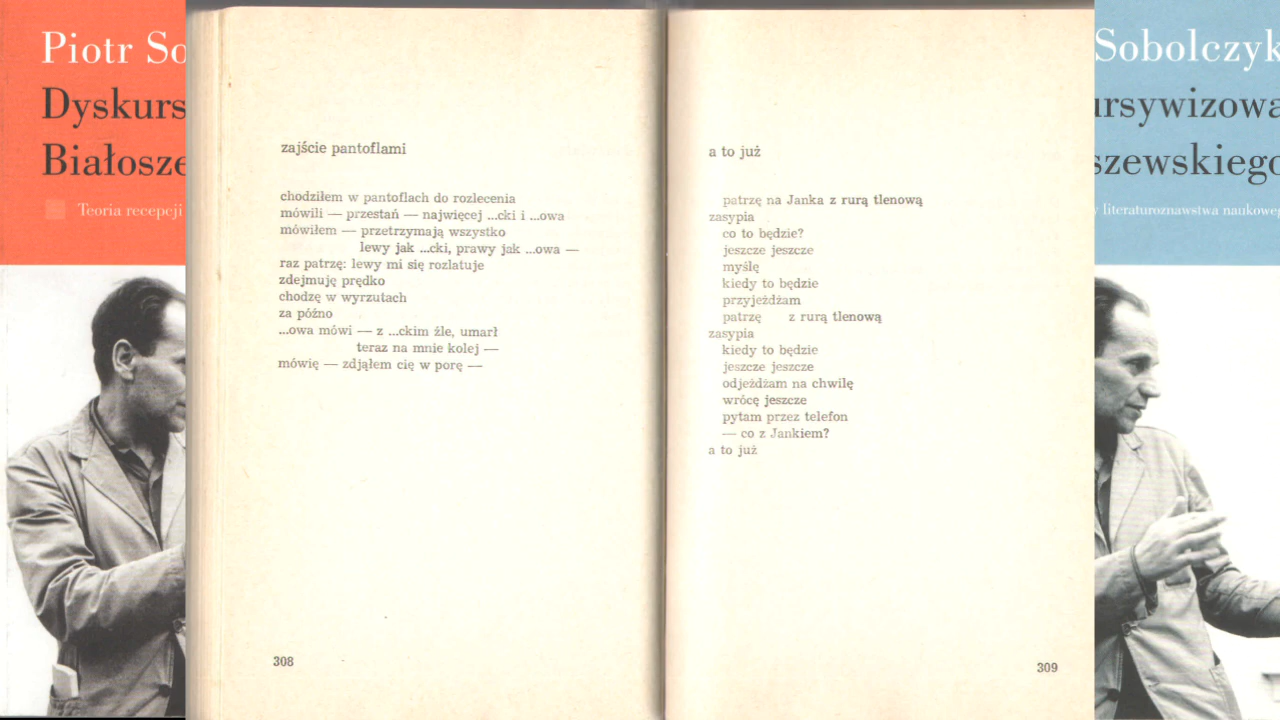 Piotr So
Dyskurs
Białosze
Teoria recepcji
zajście pantoflami
chodziłem w pantoflach do rozlecenia
mówili — przestań — najwięcej ...cki i ...owa
mówiłem — przetrzymają wszystko
lewy jak ...cki, prawy jak ...owa —
raz patrzę: lewy mi się rozlatuje
zdejmuję prędko
chodzę w wyrzutach
za późno
...owa mówi — z ...ckim źle, umarł
teraz na mnie kolej —
mówię — zdjąłem cię w porę —
308
a to już
patrzę na Janka z rurą tlenową
zasypia
co to będzie?
jeszcze jeszcze
myślę
kiedy to będzie
przyjeżdżam
patrzę z rurą tlenową
zasypia
kiedy to będzie
jeszcze jeszcze
odjeżdżam na chwilę
wrócę jeszcze
pytam przez telefon
— co z Jankiem?
a to już
309
Sobolczyk
ursywizowa
szewskiego
y literaturoznawstwa naukowe